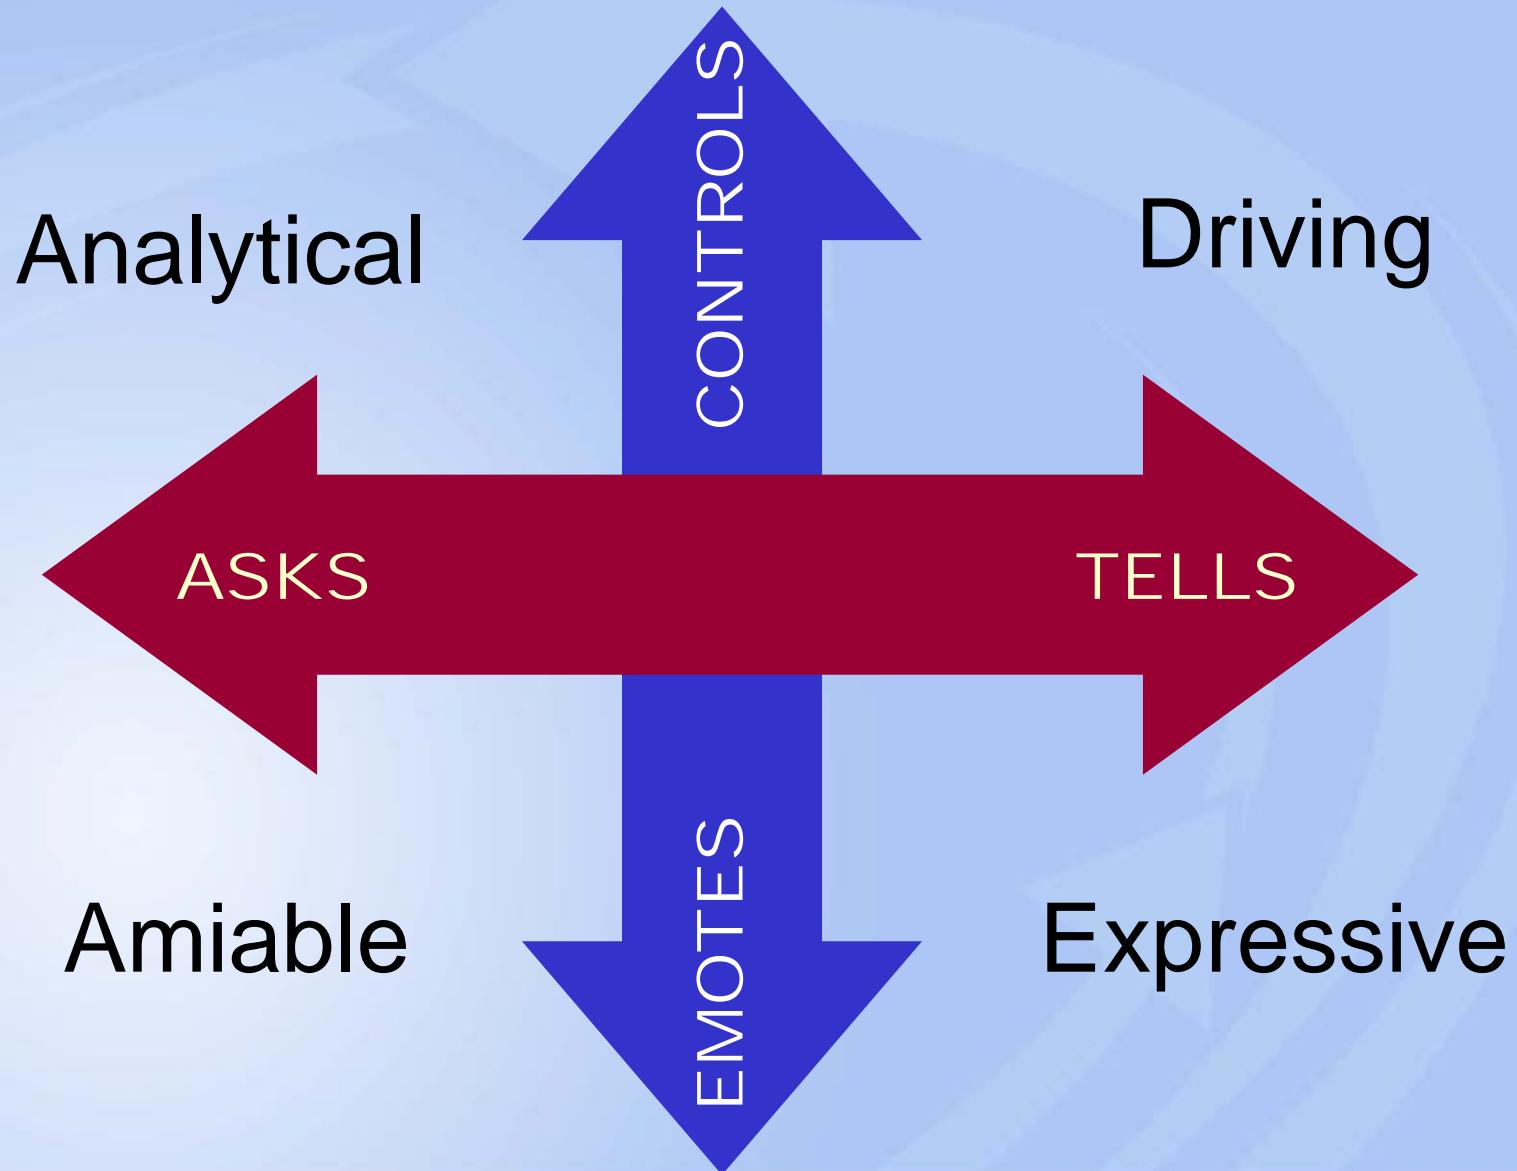 CONTROLS
Analytical
Driving
ASKS
TELLS
Amiable
Expressive
EMOTES